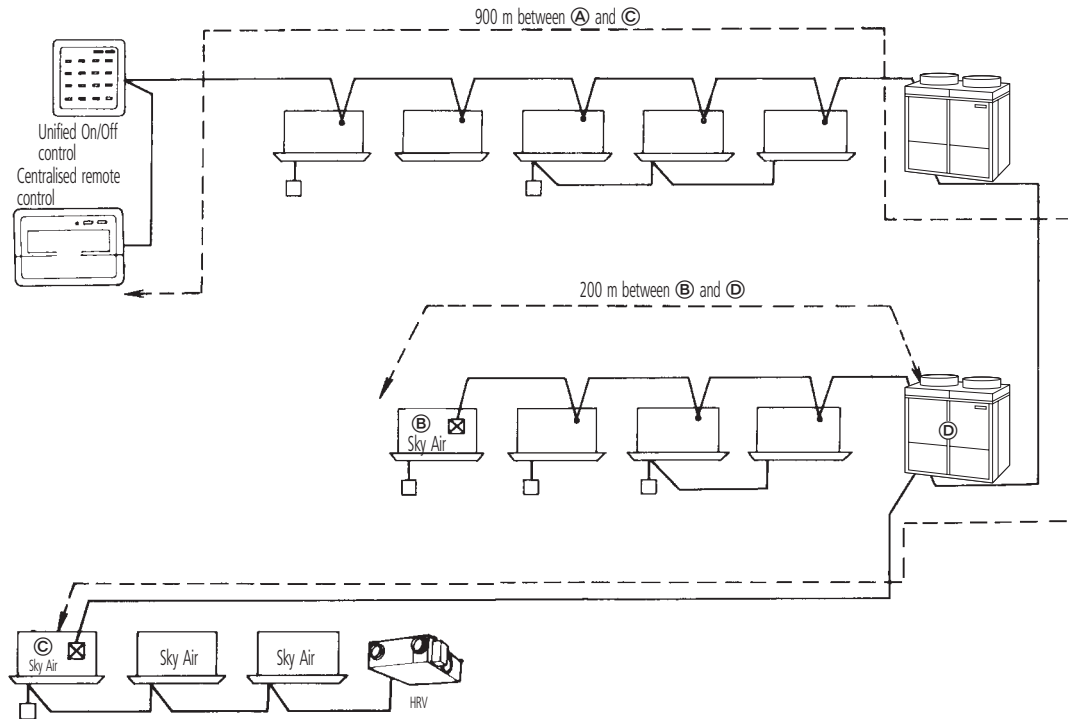 900 m between Ⓐ and Ⓒ
Unified On/Off
control
Centralised remote
control
200 m between Ⓑ and Ⓓ
Ⓑ
Sky Air
Ⓓ
Ⓒ
Sky Air
Sky Air
Sky Air
HRV